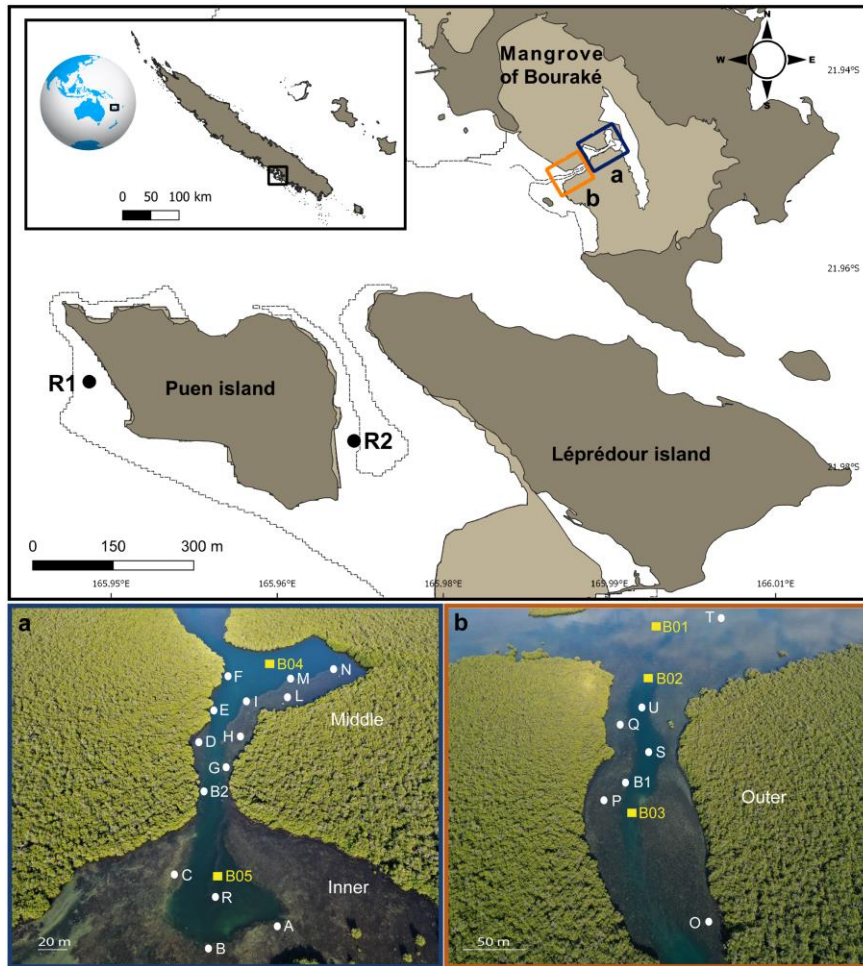 N
W
E
S
Mangrove
of Bouraké
21.94°S
0 50 100 km
a
b
21.96°S
R1
Puen island
R2
Léprédour island
21.98°S
0 150 300 m
165.95°E 165.96°E 165.98°E 165.99°E 166.01°E
a
B04
F
M
N
L
I
E
Middle
D
H
G
B2
C
B05
Inner
R
A
20 m
B
b
T
B01
B02
U
Q
S
B1
Outer
P
B03
O
50 m